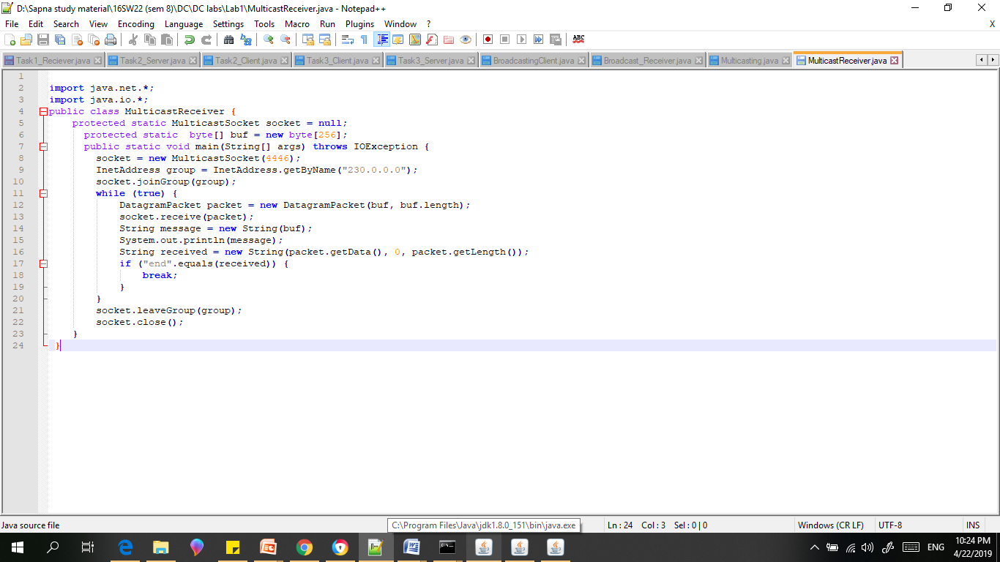 D:\Sapna study material\16SW22 (sem 8)\DC\DC labs\Lab1\MulticastReceiver.java - Notepad++
File Edit Search View Encoding Language Settings Tools Macro Run Plugins Window ? X
ABC
Task1_Reciever.java Task2_Server.java Task2_Client.java Task3_Client.java Task3_Server.java BroadcastingClient.java Broadcast_Receiver.java Multicasting.java MulticastReceiver.java
1
2 import java.net.*;
3 import java.io.*;
4 public class MulticastReceiver {
5 protected static MulticastSocket socket = null;
6 protected static  byte[] buf = new byte[256];
7 public static void main(String[] args) throws IOException {
8 socket = new MulticastSocket(4446);
9 InetAddress group = InetAddress.getByName("230.0.0.0");
10 socket.joinGroup(group);
11 while (true) {
12 DatagramPacket packet = new DatagramPacket(buf, buf.length);
13 socket.receive(packet);
14 String message = new String(buf);
15 System.out.println(message);
16 String received = new String(packet.getData(), 0, packet.getLength());
17 if ("end".equals(received)) {
18 break;
19 }
20 }
21 socket.leaveGroup(group);
22 socket.close();
23 }
24 }
Java source file C:\Program Files\Java\jdk1.8.0_151\bin\java.exe Ln : 24 Col : 3 Sel : 0 | 0 Windows (CR LF) UTF-8 INS
ENG 10:24 PM
4/22/2019